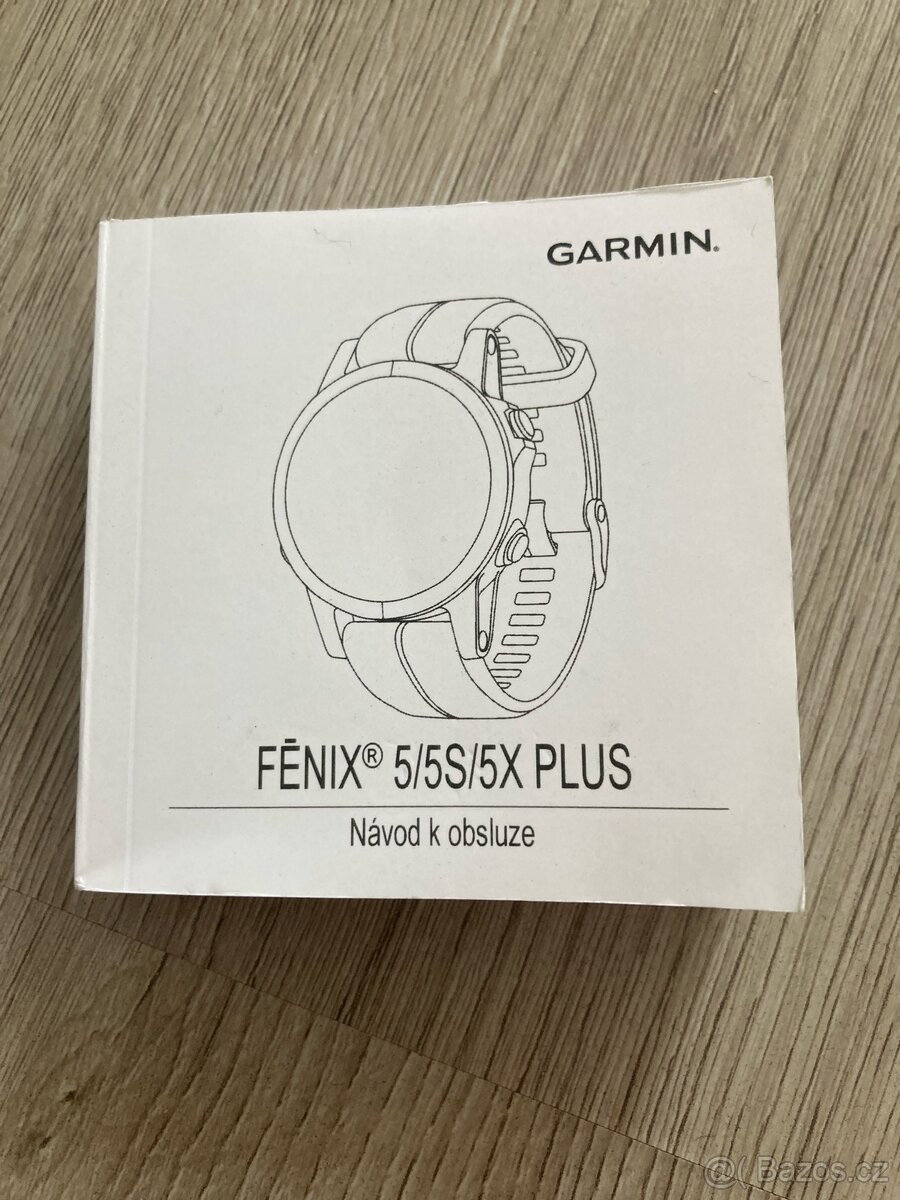 GARMIN.
FĒNIX® 5/5S/5X PLUS
Návod k obsluze
@( Bazos.cz